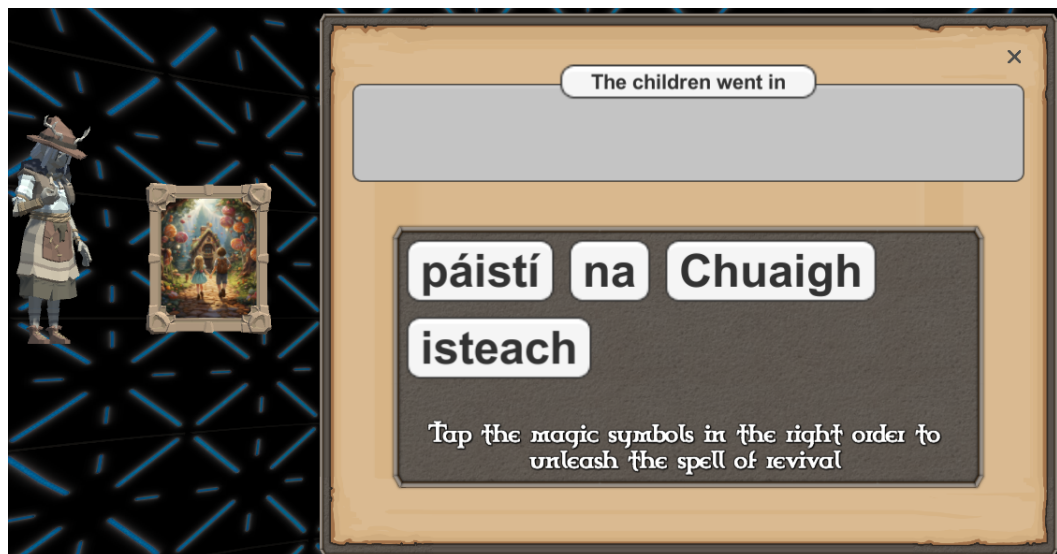 The children went in
páistí na Chuaigh
isteach
Tap the magic symbols in the right order to
unleash the spell of revival